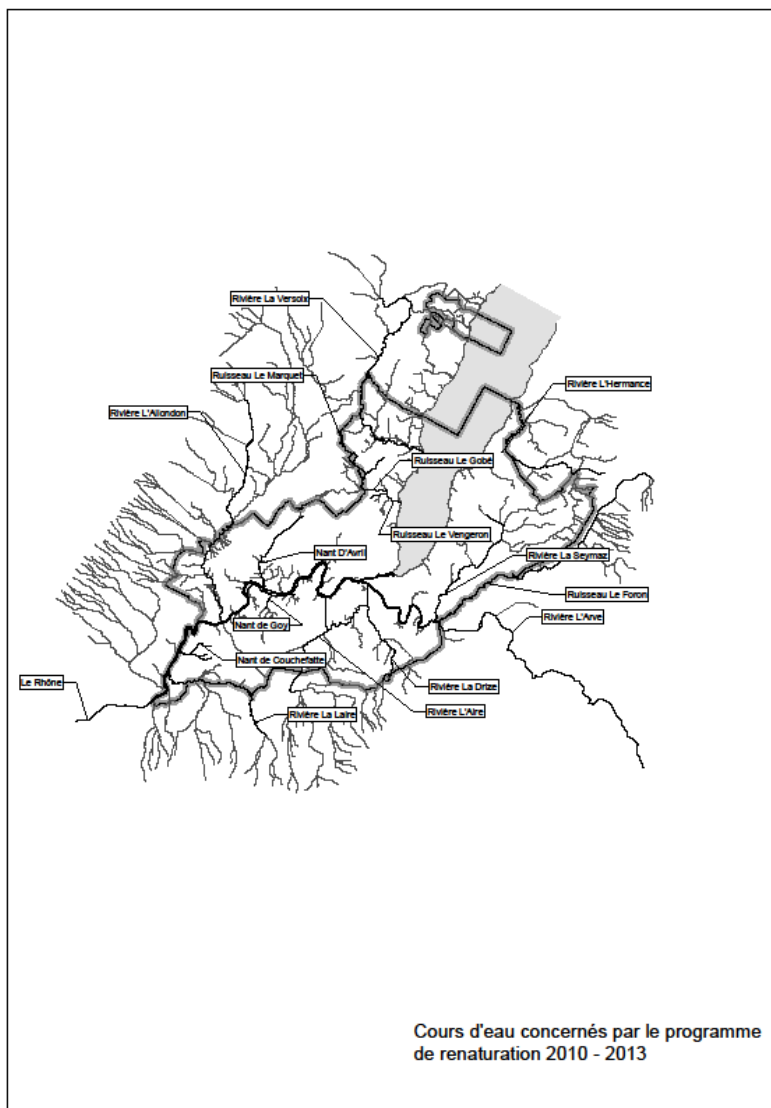 Rivière La Versoix
Ruisseau Le Marquet
Rivière L'Hermance
Rivière L'Allondon
Ruisseau Le Gobé
Ruisseau Le Vengeron
Nant D'Avril
Rivière La Seymaz
Ruisseau Le Foron
Rivière L'Arve
Nant de Goy
Nant de Couchefatte
Le Rhône
Rivière La Drize
Rivière La Laire
Rivière L'Aire
Cours d'eau concernés par le programme
de renaturation 2010 - 2013